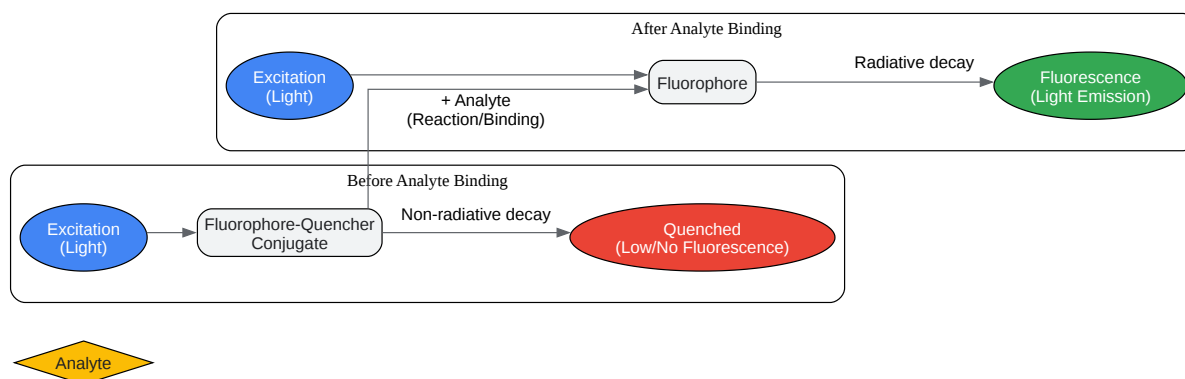 After Analyte Binding
Excitation
(Light)
Fluorophore
Radiative decay
Fluorescence
(Light Emission)
+ Analyte
(Reaction/Binding)
Before Analyte Binding
Excitation
(Light)
Fluorophore-Quencher
Conjugate
Non-radiative decay
Quenched
(Low/No Fluorescence)
Analyte